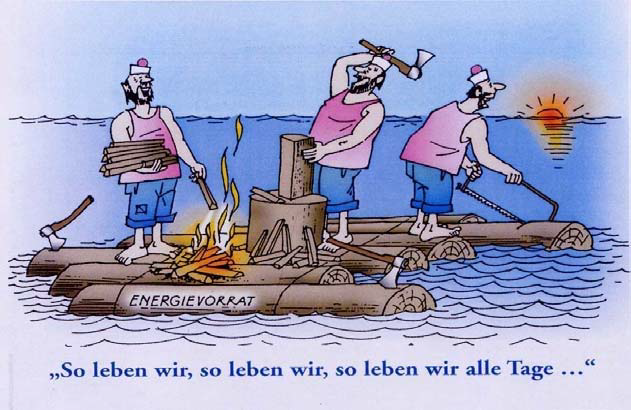 ENERGIEVORRAT
„So leben wir, so leben wir, so leben wir alle Tage …“